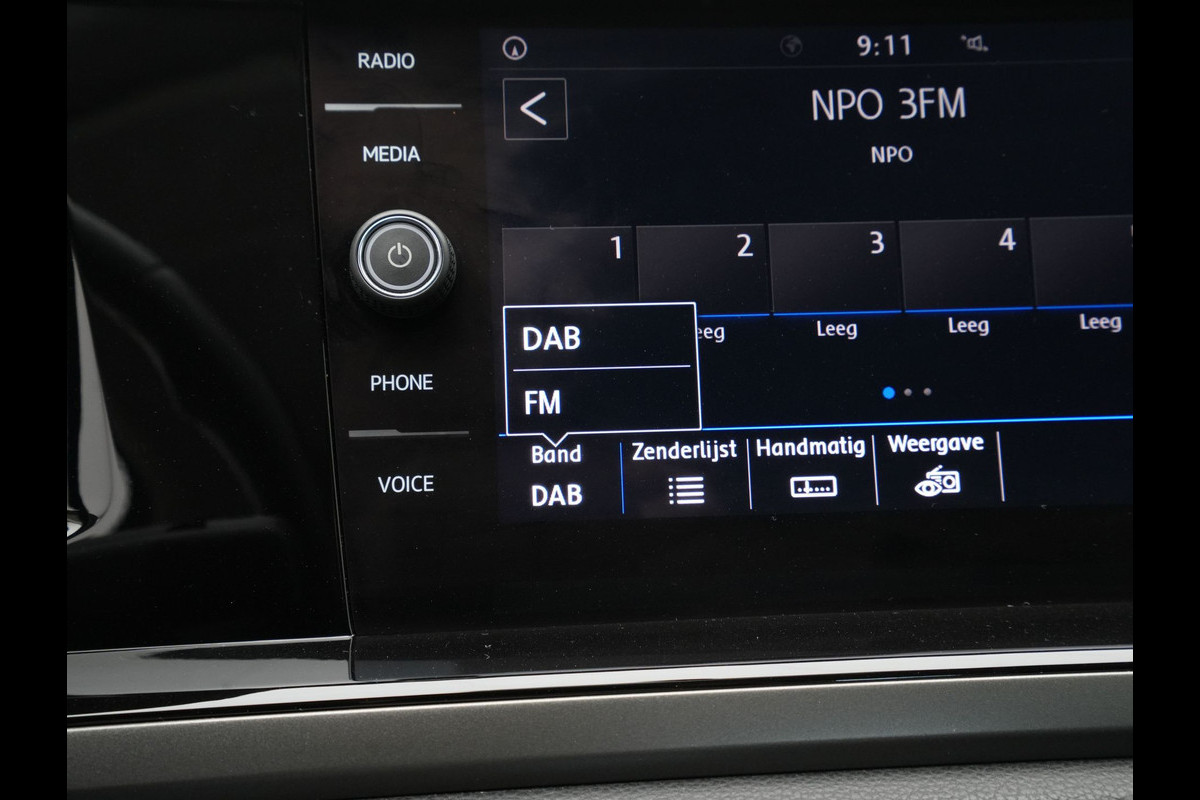 RADIO
MEDIA
PHONE
VOICE
9:11
<
NPO 3FM
NPO
1 2 3 4
eeg Leeg Leeg Leeg
DAB
FM
Band Zenderlijst Handmatig Weergave
DAB